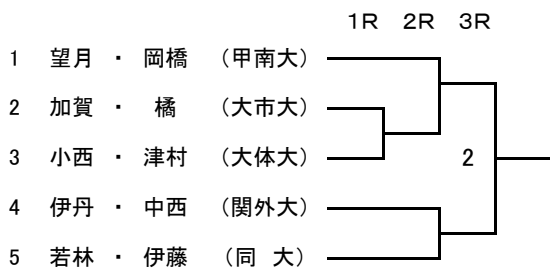 1R 2R 3R
1 望月 ・ 岡橋 (甲南大)
2 加賀 ・ 橘 (大市大)
3 小西 ・ 津村 (大体大) 2
4 伊丹 ・ 中西 (関外大)
5 若林 ・ 伊藤 (同 大)